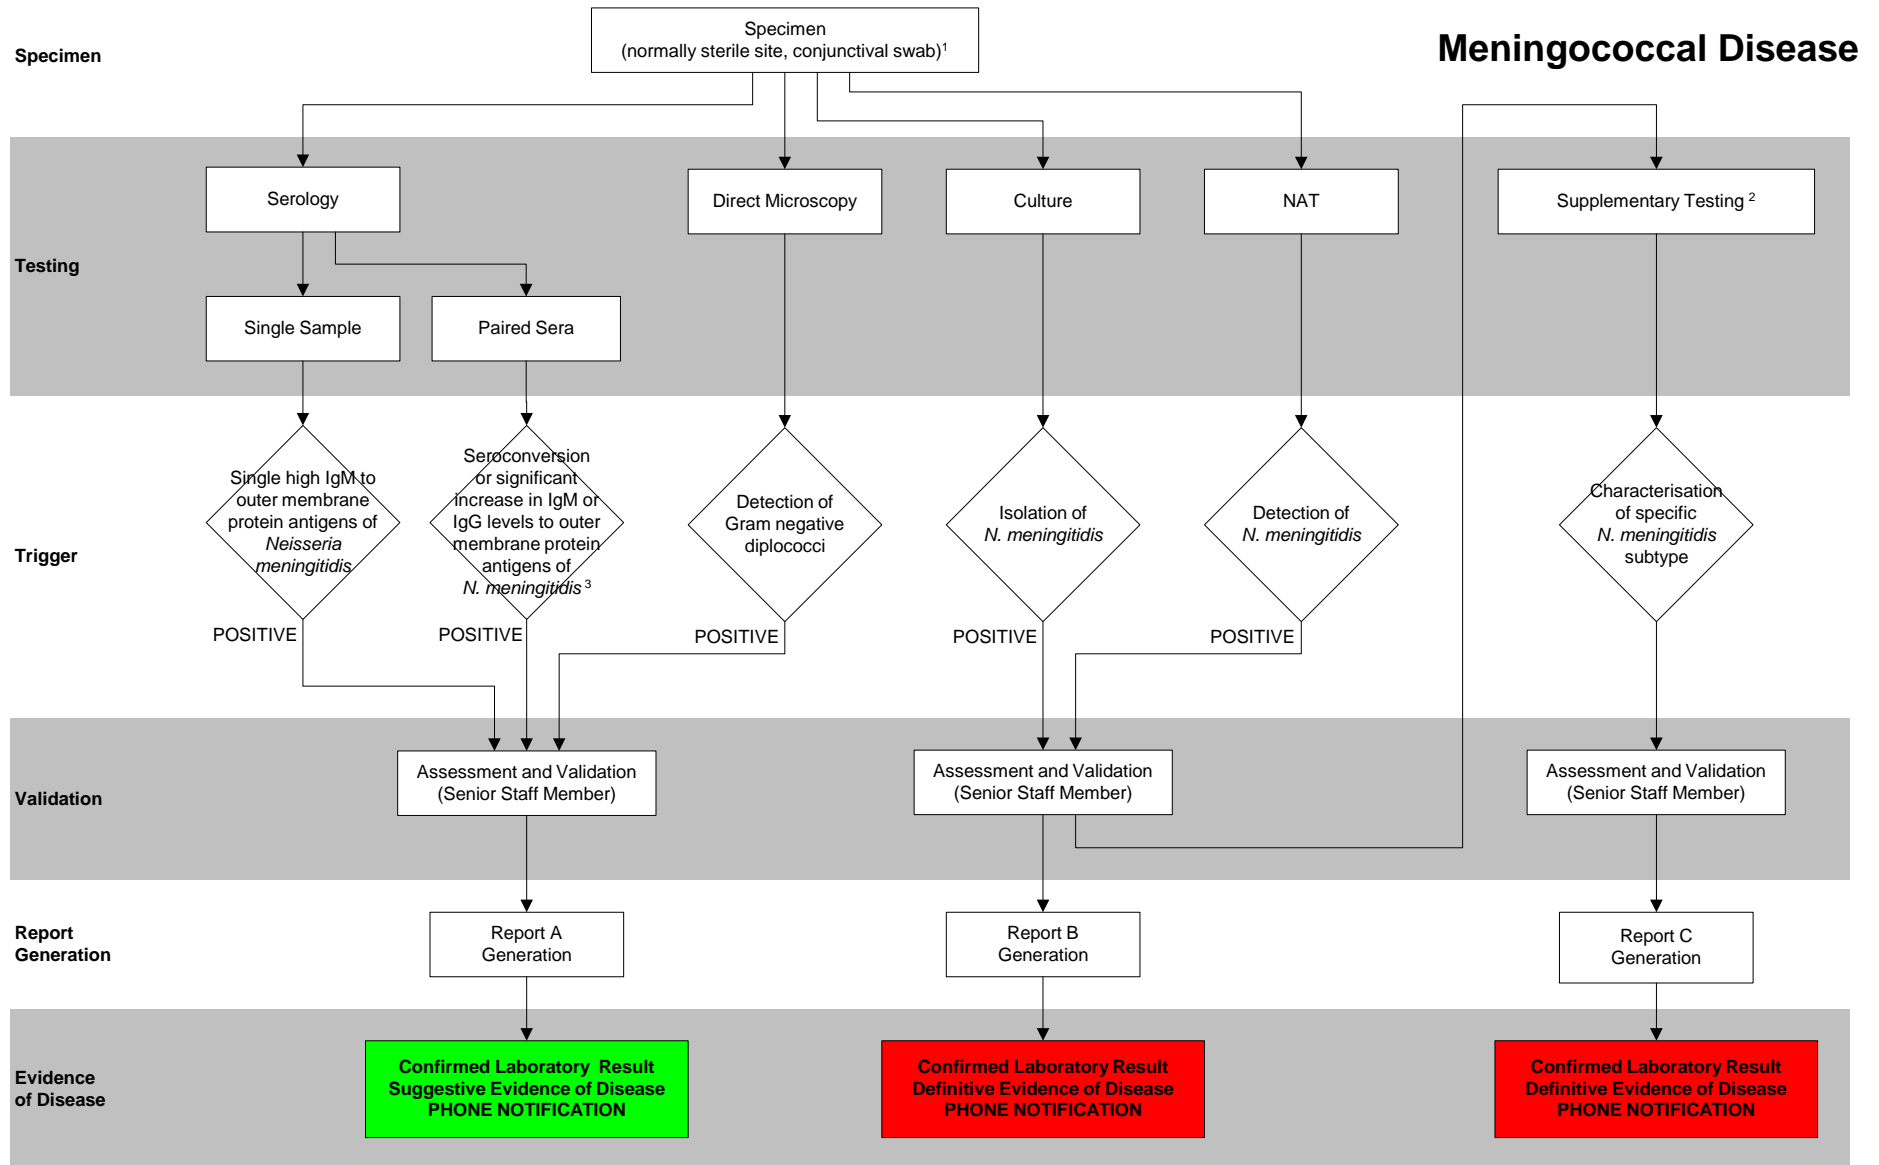 Meningococcal Disease
Specimen
Specimen
(normally sterile site, conjunctival swab)1
Testing
Serology
Direct Microscopy
Culture
NAT
Supplementary Testing 2
Single Sample
Paired Sera
Trigger
Single high IgM to
outer membrane
protein antigens of
Neisseria
meningitidis
Seroconversion
or significant
increase in IgM or
IgG levels to outer
membrane protein
antigens of
N. meningitidis 3
Detection of
Gram negative
diplococci
Isolation of
N. meningitidis
Detection of
N. meningitidis
Characterisation
of specific
N. meningitidis
subtype
POSITIVE
POSITIVE
POSITIVE
POSITIVE
POSITIVE
Validation
Assessment and Validation
(Senior Staff Member)
Assessment and Validation
(Senior Staff Member)
Assessment and Validation
(Senior Staff Member)
Report
Generation
Report A
Generation
Report B
Generation
Report C
Generation
Evidence
of Disease
Confirmed Laboratory Result
Suggestive Evidence of Disease
PHONE NOTIFICATION
Confirmed Laboratory Result
Definitive Evidence of Disease
PHONE NOTIFICATION
Confirmed Laboratory Result
Definitive Evidence of Disease
PHONE NOTIFICATION